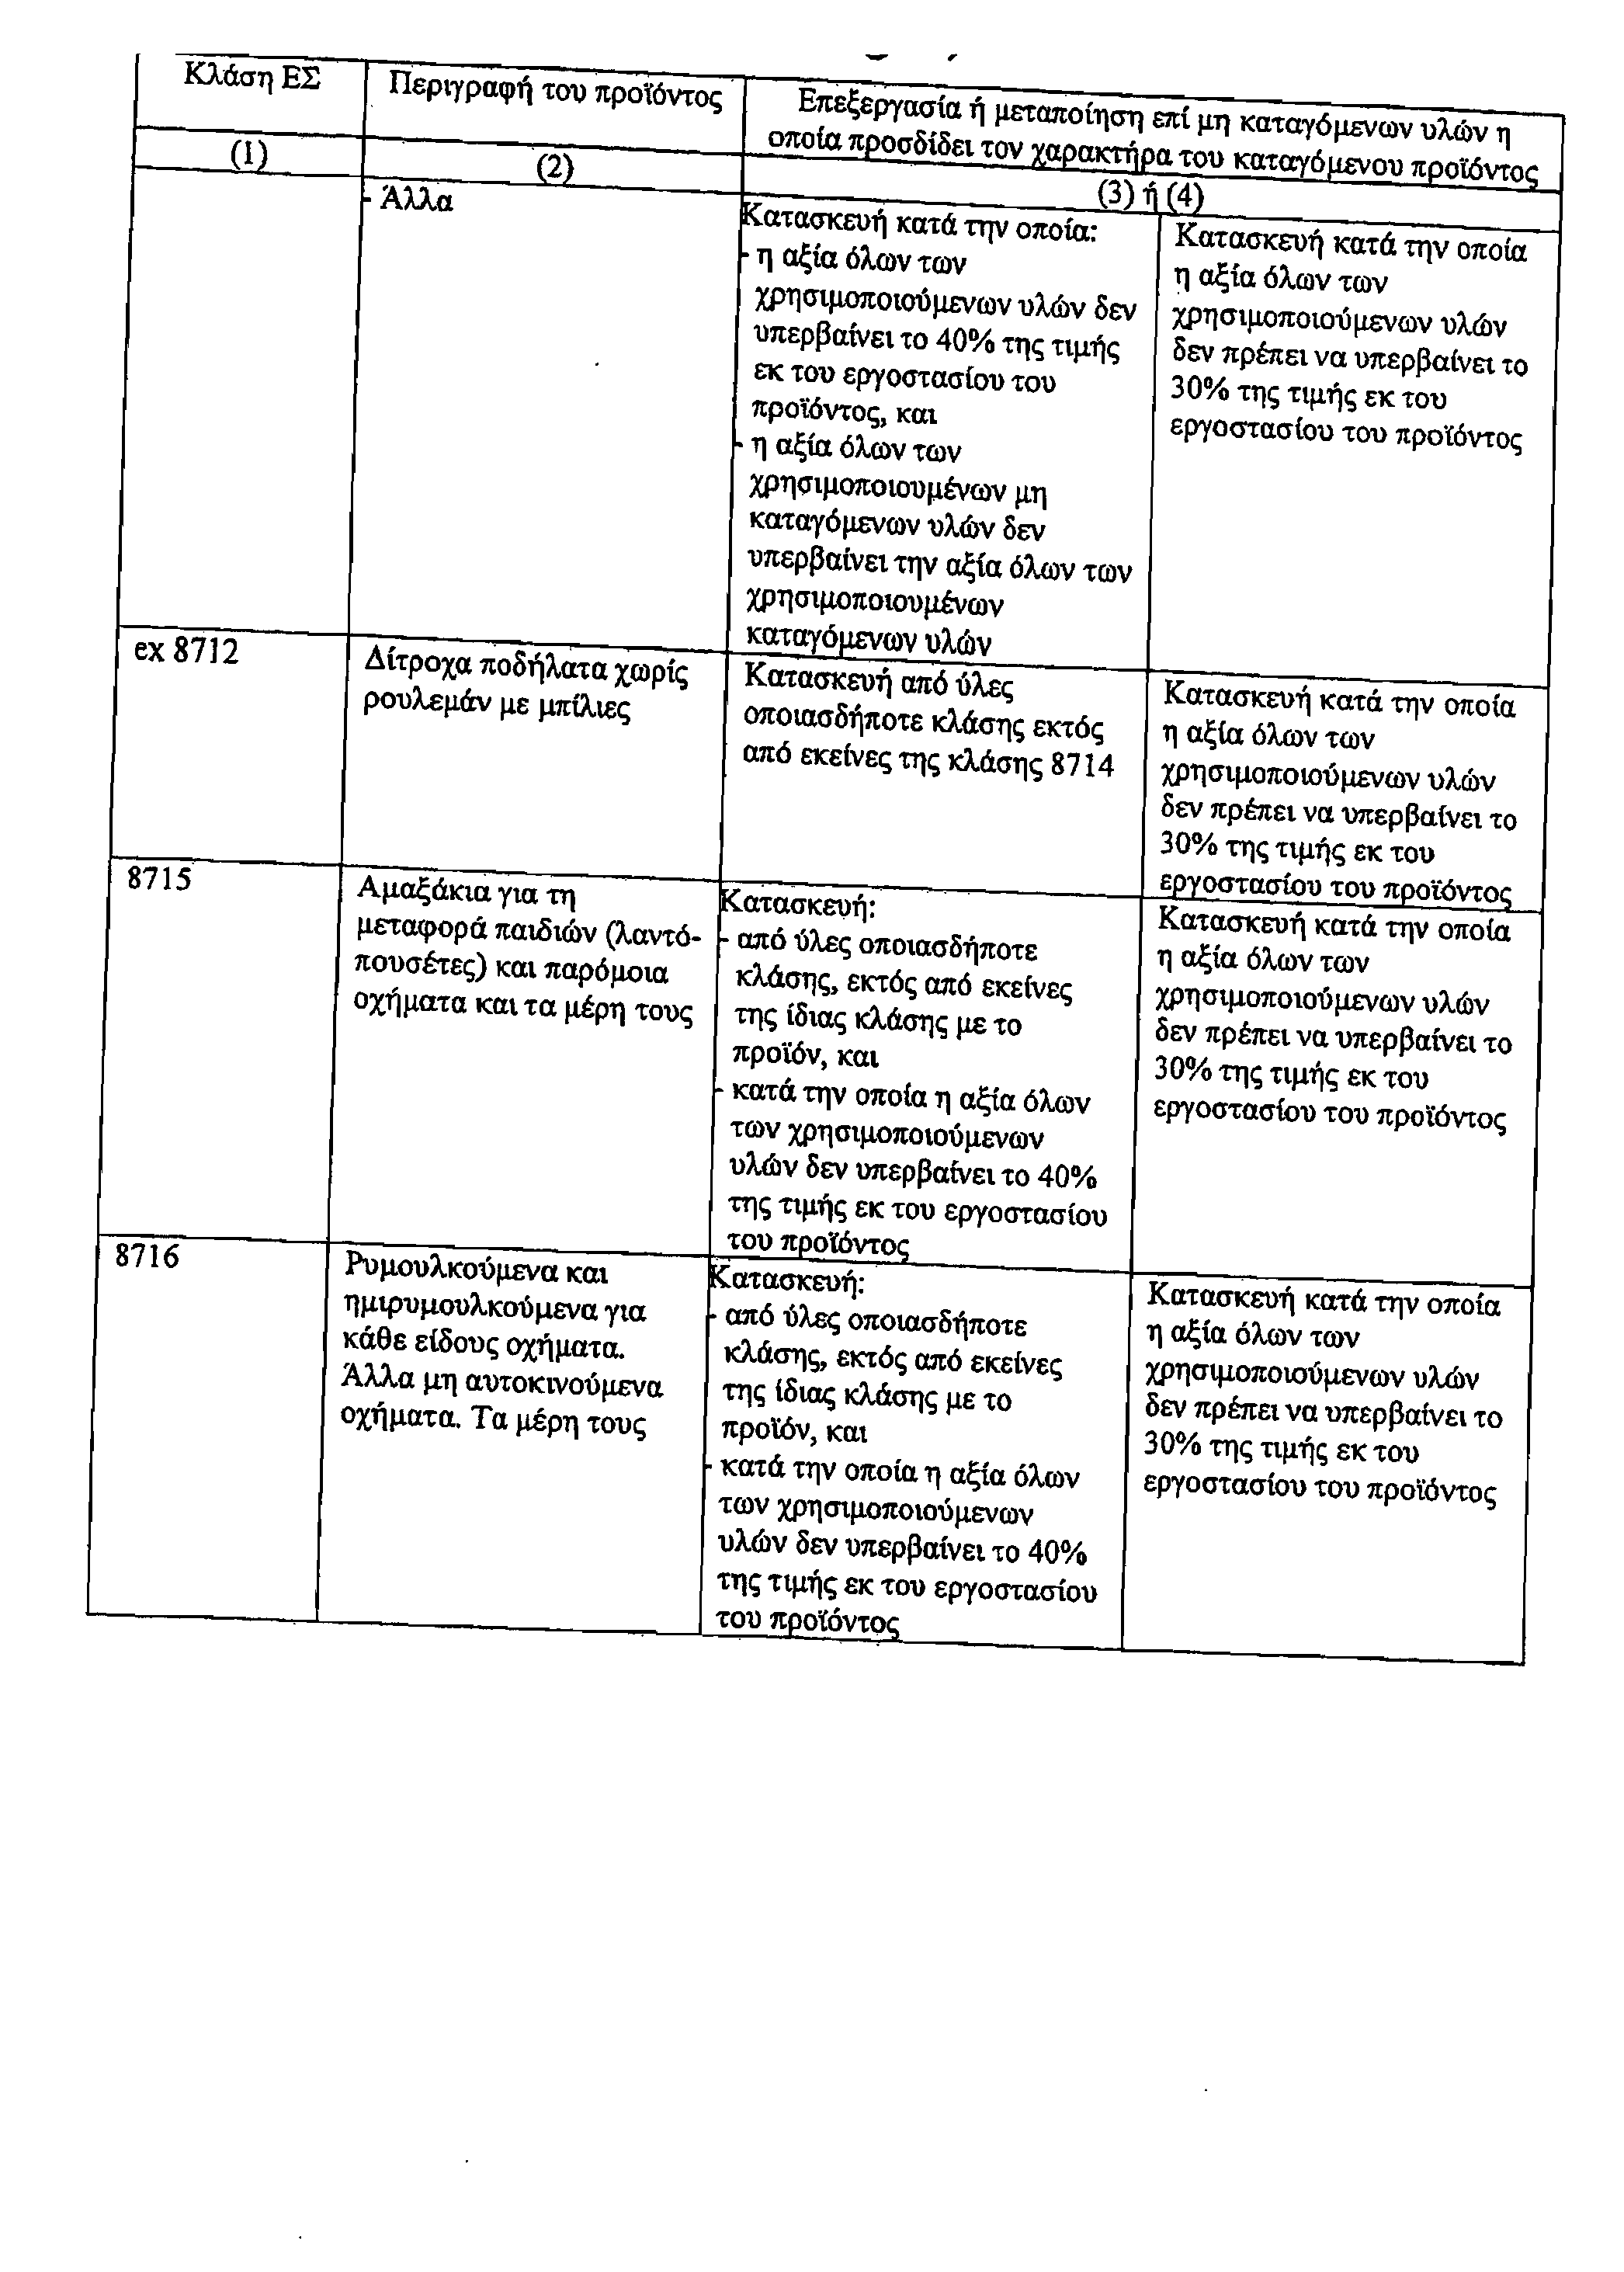 Κλάση ΕΣ
Περιγραφή του προϊόντος
Επεξεργασία ή μεταποίηση επί μη καταγόμενων υλών η
οποία προσδίδει τον χαρακτήρα του καταγόμενου προϊόντος
(1)
(2)
(3) ή (4)
- Άλλα
Κατασκευή κατά την οποία:
- η αξία όλων των
χρησιμοποιούμενων υλών δεν
υπερβαίνει το 40% της τιμής
εκ του εργοστασίου του
προϊόντος, και
- η αξία όλων των
χρησιμοποιουμένων μη
καταγόμενων υλών δεν
υπερβαίνει την αξία όλων των
χρησιμοποιουμένων
καταγόμενων υλών
Κατασκευή κατά την οποία
η αξία όλων των
χρησιμοποιούμενων υλών
δεν πρέπει να υπερβαίνει το
30% της τιμής εκ του
εργοστασίου του προϊόντος
ex 8712
Δίτροχα ποδήλατα χωρίς
ρουλεμάν με μπίλιες
Κατασκευή από ύλες
οποιασδήποτε κλάσης εκτός
από εκείνες της κλάσης 8714
Κατασκευή κατά την οποία
η αξία όλων των
χρησιμοποιούμενων υλών
δεν πρέπει να υπερβαίνει το
30% της τιμής εκ του
εργοστασίου του προϊόντος
8715
Αμαξάκια για τη
μεταφορά παιδιών (λαντό-
πουσέτες) και παρόμοια
οχήματα και τα μέρη τους
Κατασκευή:
- από ύλες οποιασδήποτε
κλάσης, εκτός από εκείνες
της ίδιας κλάσης με το
προϊόν, και
- κατά την οποία η αξία όλων
των χρησιμοποιούμενων
υλών δεν υπερβαίνει το 40%
της τιμής εκ του εργοστασίου
του προϊόντος
Κατασκευή κατά την οποία
η αξία όλων των
χρησιμοποιούμενων υλών
δεν πρέπει να υπερβαίνει το
30% της τιμής εκ του
εργοστασίου του προϊόντος
8716
Ρυμουλκούμενα και
ημιρυμουλκούμενα για
κάθε είδους οχήματα.
Άλλα μη αυτοκινούμενα
οχήματα. Τα μέρη τους
Κατασκευή:
- από ύλες οποιασδήποτε
κλάσης, εκτός από εκείνες
της ίδιας κλάσης με το
προϊόν, και
- κατά την οποία η αξία όλων
των χρησιμοποιούμενων
υλών δεν υπερβαίνει το 40%
της τιμής εκ του εργοστασίου
του προϊόντος
Κατασκευή κατά την οποία
η αξία όλων των
χρησιμοποιούμενων υλών
δεν πρέπει να υπερβαίνει το
30% της τιμής εκ του
εργοστασίου του προϊόντος